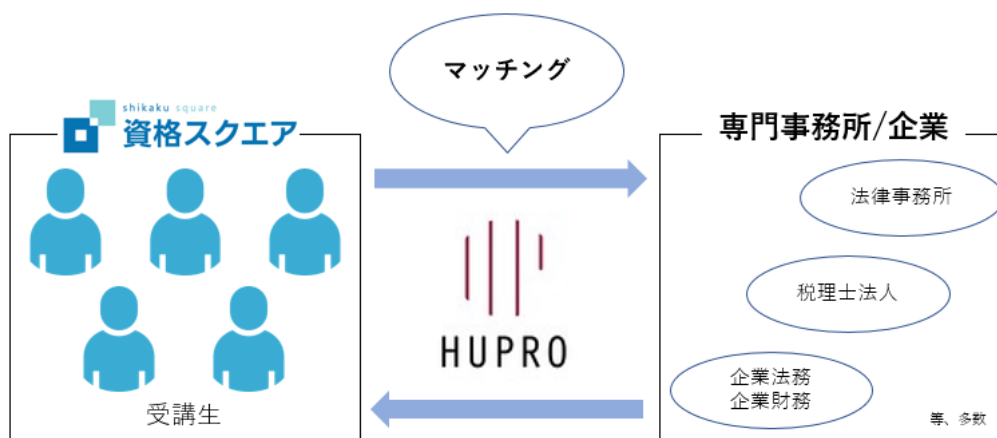 マッチング
shikaku square
資格スクエア
専門事務所/企業
法律事務所
税理士法人
HUPRO
企業法務
企業財務
受講生
等、多数